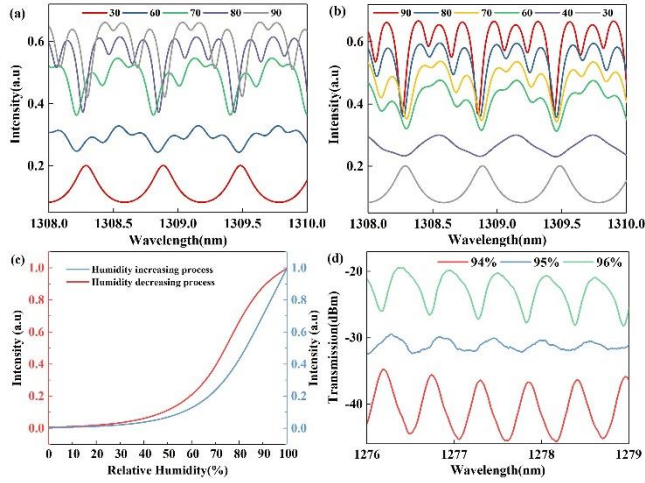 (a)
30 60 70 80 90
0.6
0.4
0.2
Intensity(a.u)
1308.0 1308.5 1309.0 1309.5 1310.0
Wavelength(nm)
(b)
90 80 70 60 40 30
0.6
0.4
0.2
Intensity(a.u)
1308.0 1308.5 1309.0 1309.5 1310.0
Wavelength(nm)
(c)
Humidity increasing process
Humidity decreasing process
1.0 1.0
0.8 0.8
0.6 0.6
0.4 0.4
0.2 0.2
0.0 0.0
Intensity (a.u)
Intensity (a.u)
0 10 20 30 40 50 60 70 80 90 100
Relative Humidity(%)
(d)
94% 95% 96%
-20
-30
-40
Transmission(dBm)
1276 1277 1278 1279
Wavelength(nm)